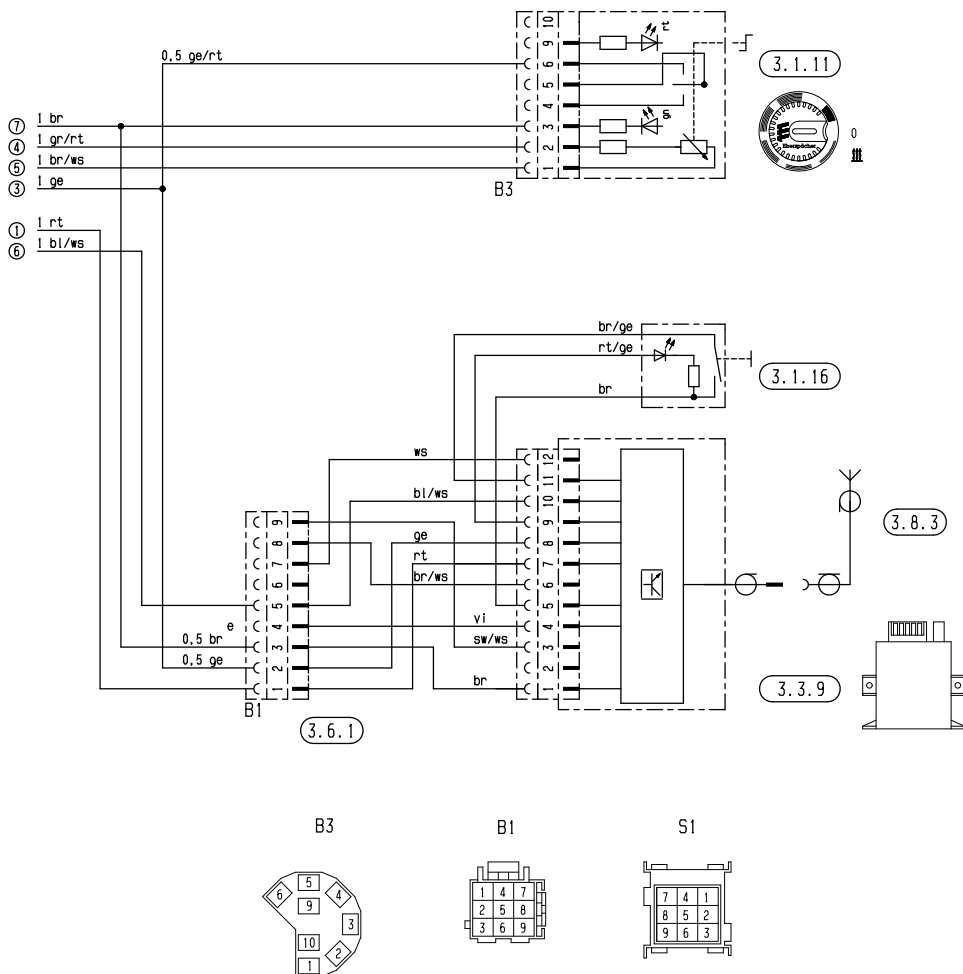 10
9
6
5
4
3
2
1
rt
gn
0,5 ge/rt
3.1.11
Eberspächer
0
⑦ 1 br
④ 1 gr/rt
⑤ 1 br/ws
③ 1 ge
① 1 rt
⑥ 1 bl/ws
B3
br/ge
rt/ge
br
3.1.16
ws
bl/ws
ge
rt
br/ws
vi
sw/ws
br
12
11
10
9
8
7
6
5
4
3
2
1
9
8
7
6
5
4
3
2
1
e
0,5 br
0,5 ge
B1
3.6.1
3.8.3
3.3.9
B3
B1
S1
5
6
4
9
3
10
2
1
1 4 7
2 5 8
3 6 9
7 4 1
8 5 2
9 6 3